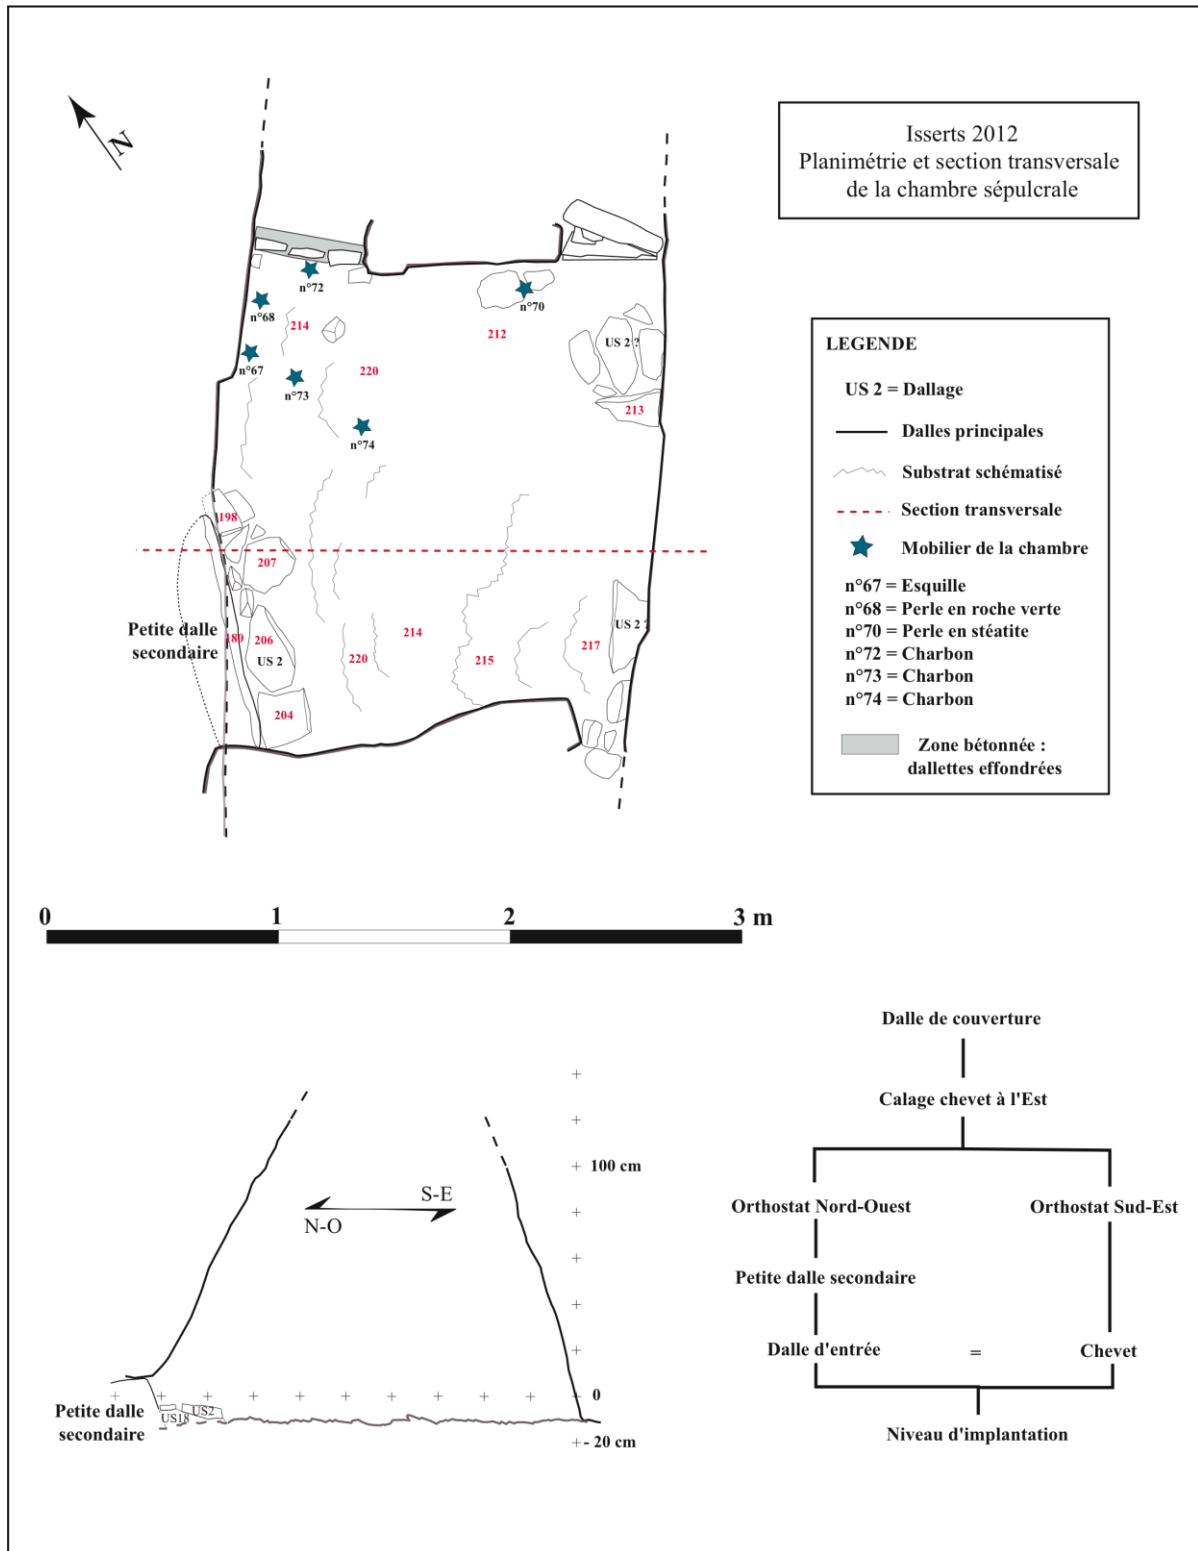 N
Isserts 2012
Planimétrie et section transversale
de la chambre sépulcrale
n°72
n°70
n°68
214
212
US 2 ?
n°67
220
n°73
213
n°74
198
207
Petite dalle
secondaire
180
206
US 2
214
220
215
217
US 2 ?
204
LEGENDE
US 2 = Dallage
Dalles principales
Substrat schématisé
Section transversale
Mobilier de la chambre
n°67 = Esquille
n°68 = Perle en roche verte
n°70 = Perle en stéatite
n°72 = Charbon
n°73 = Charbon
n°74 = Charbon
Zone bétonnée :
dallettes effondrées
0 1 2 3 m
100 cm
S-E
N-O
0
US18
US2
Petite dalle
secondaire
- 20 cm
Dalle de couverture
Calage chevet à l'Est
Orthostat Nord-Ouest
Orthostat Sud-Est
Petite dalle secondaire
Dalle d'entrée = Chevet
Niveau d'implantation